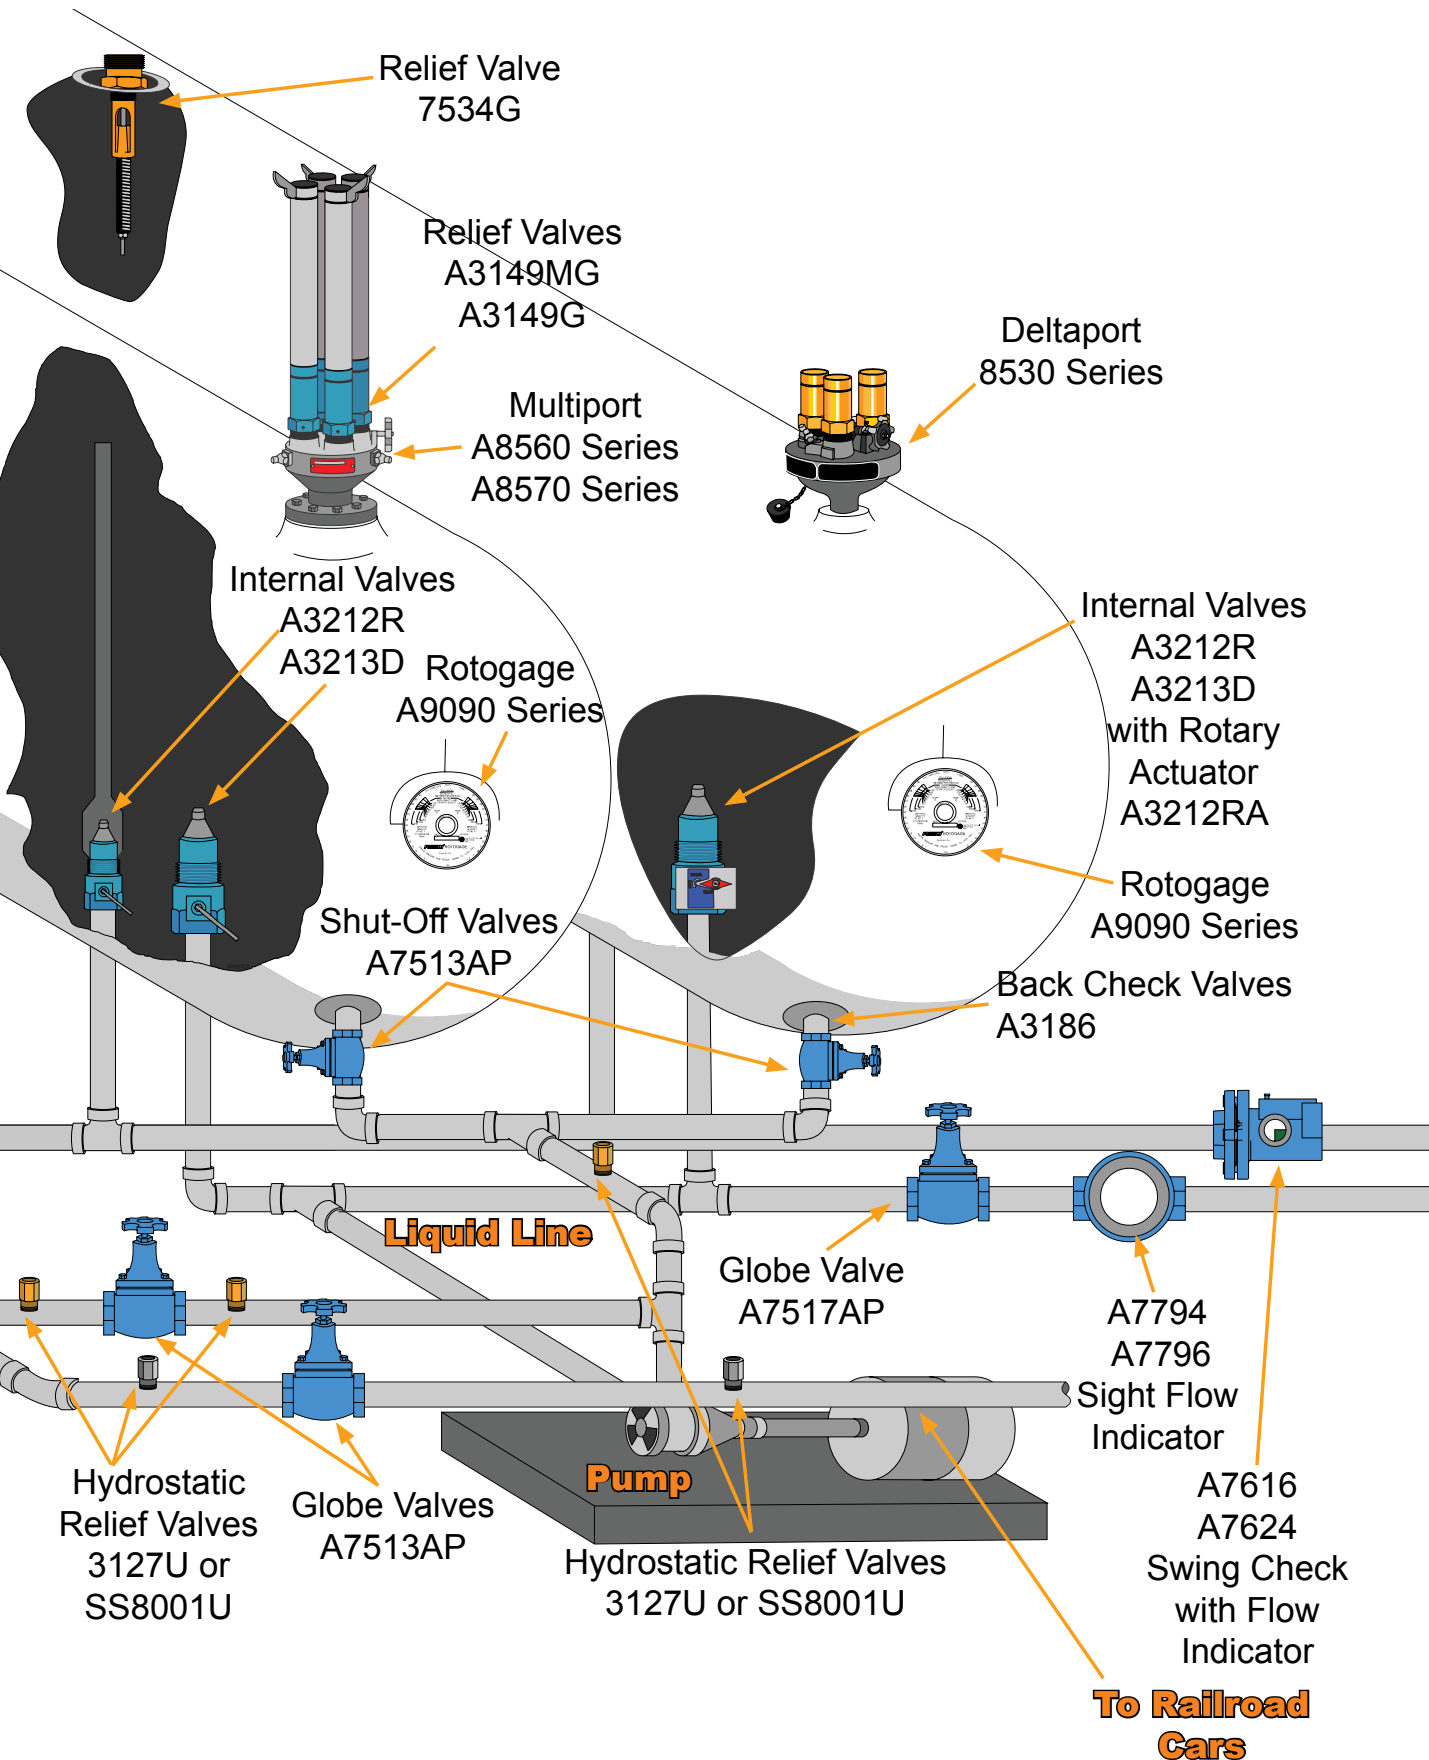 Relief Valve
7534G
Relief Valves
A3149MG
A3149G
Deltaport
8530 Series
Multiport
A8560 Series
A8570 Series
Internal Valves
A3212R
A3213D
Rotogage
A9090 Series
Internal Valves
A3212R
A3213D
with Rotary
Actuator
A3212RA
Rotogage
A9090 Series
Shut-Off Valves
A7513AP
Back Check Valves
A3186
Liquid Line
Globe Valve
A7517AP
A7794
A7796
Sight Flow
Indicator
A7616
A7624
Swing Check
with Flow
Indicator
Pump
Hydrostatic
Relief Valves
3127U or
SS8001U
Globe Valves
A7513AP
Hydrostatic Relief Valves
3127U or SS8001U
To Railroad
Cars